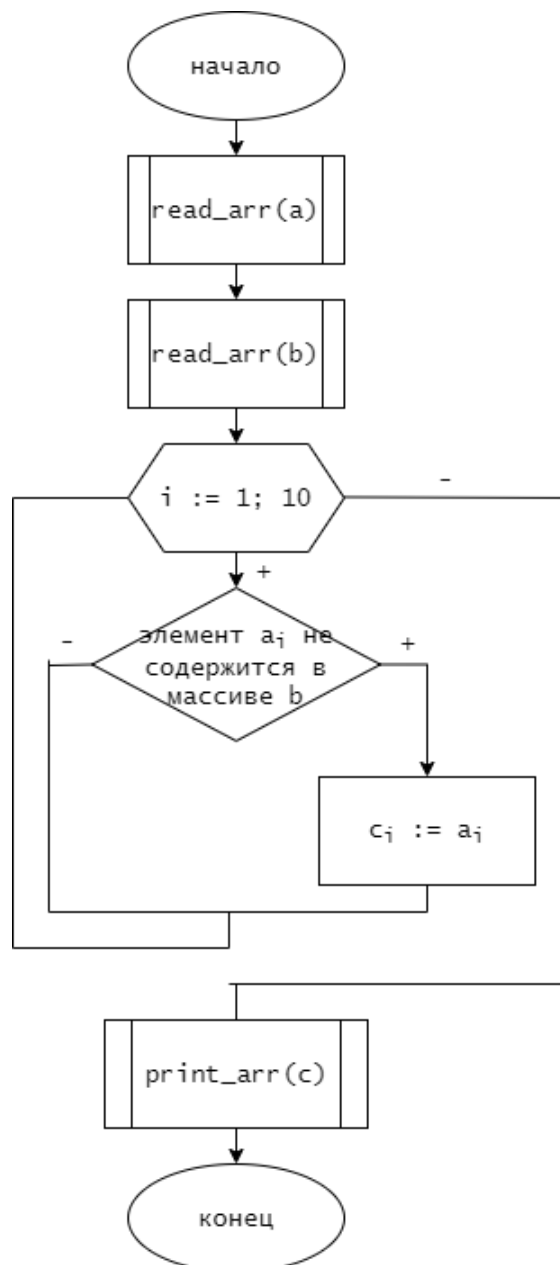 начало
read_arr(a)
read_arr(b)
i := 1; 10
-
+
-
элемент aᵢ не
содержится в
массиве b
+
cᵢ := aᵢ
print_arr(c)
конец